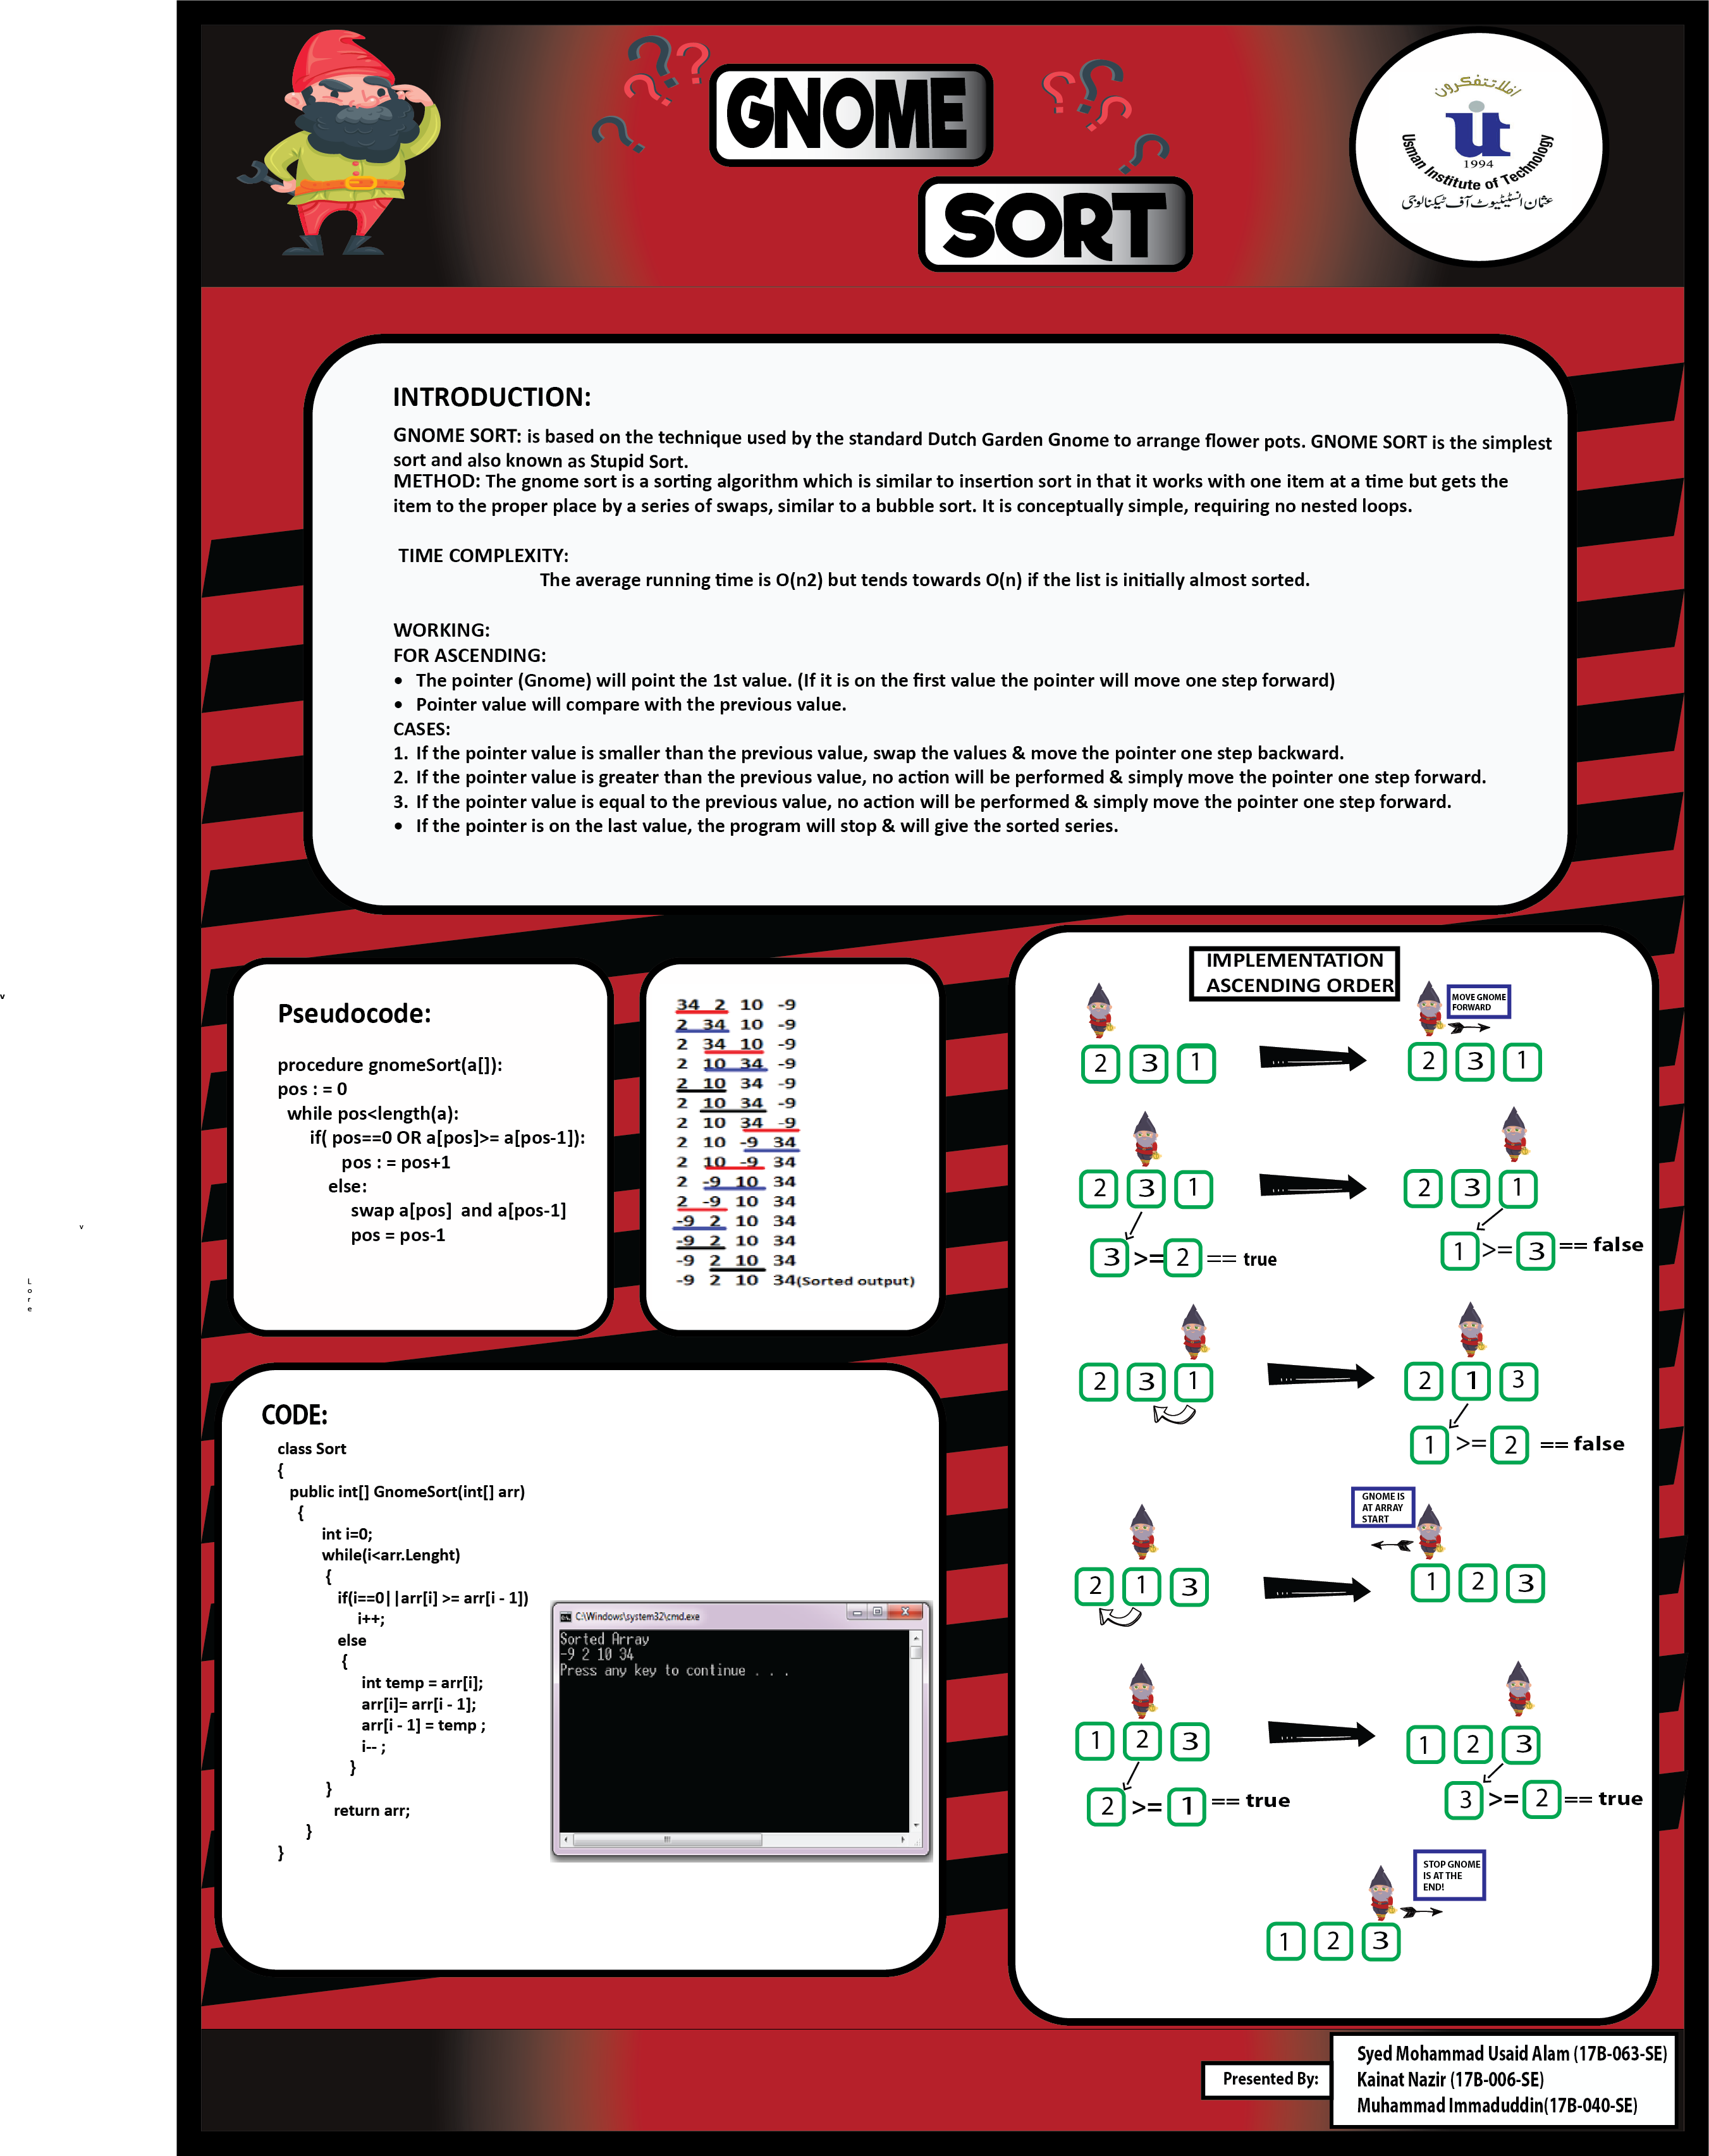 GNOME
SORT
افلا تتفکرون
uit
1994
Usman Institute of Technology
عثمان انسٹیٹیوٹ آف ٹیکنالوجی
INTRODUCTION:
GNOME SORT: is based on the technique used by the standard Dutch Garden Gnome to arrange flower pots. GNOME SORT is the simplest
sort and also known as Stupid Sort.
METHOD: The gnome sort is a sorting algorithm which is similar to insertion sort in that it works with one item at a time but gets the
item to the proper place by a series of swaps, similar to a bubble sort. It is conceptually simple, requiring no nested loops.
TIME COMPLEXITY:
The average running time is O(n2) but tends towards O(n) if the list is initially almost sorted.
WORKING:
FOR ASCENDING:
• The pointer (Gnome) will point the 1st value. (If it is on the first value the pointer will move one step forward)
• Pointer value will compare with the previous value.
CASES:
1. If the pointer value is smaller than the previous value, swap the values & move the pointer one step backward.
2. If the pointer value is greater than the previous value, no action will be performed & simply move the pointer one step forward.
3. If the pointer value is equal to the previous value, no action will be performed & simply move the pointer one step forward.
• If the pointer is on the last value, the program will stop & will give the sorted series.
v
v
L
o
r
e
Pseudocode:
procedure gnomeSort(a[]):
pos : = 0
while pos<length(a):
if( pos==0 OR a[pos]>= a[pos-1]):
pos : = pos+1
else:
swap a[pos] and a[pos-1]
pos = pos-1
34 2 10 -9
2 34 10 -9
2 34 10 -9
2 10 34 -9
2 10 34 -9
2 10 34 -9
2 10 34 -9
2 10 -9 34
2 10 -9 34
2 -9 10 34
2 -9 10 34
-9 2 10 34
-9 2 10 34
-9 2 10 34
-9 2 10 34(Sorted output)
CODE:
class Sort
{
public int[] GnomeSort(int[] arr)
{
int i=0;
while(i<arr.Lenght)
{
if(i==0||arr[i] >= arr[i - 1])
i++;
else
{
int temp = arr[i];
arr[i]= arr[i - 1];
arr[i - 1] = temp ;
i-- ;
}
}
return arr;
}
}
C:\Windows\system32\cmd.exe
Sorted Array
-9 2 10 34
Press any key to continue . . .
IMPLEMENTATION
ASCENDING ORDER
MOVE GNOME
FORWARD
2 3 1
2 3 1
2 3 1
2 3 1
3 >= 2 == true
1 >= 3 == false
2 3 1
2 1 3
1 >= 2 == false
GNOME IS
AT ARRAY
START
2 1 3
1 2 3
1 2 3
1 2 3
2 >= 1 == true
3 >= 2 == true
STOP GNOME
IS AT THE
END!
1 2 3
Presented By:
Syed Mohammad Usaid Alam (17B-063-SE)
Kainat Nazir (17B-006-SE)
Muhammad Immaduddin(17B-040-SE)